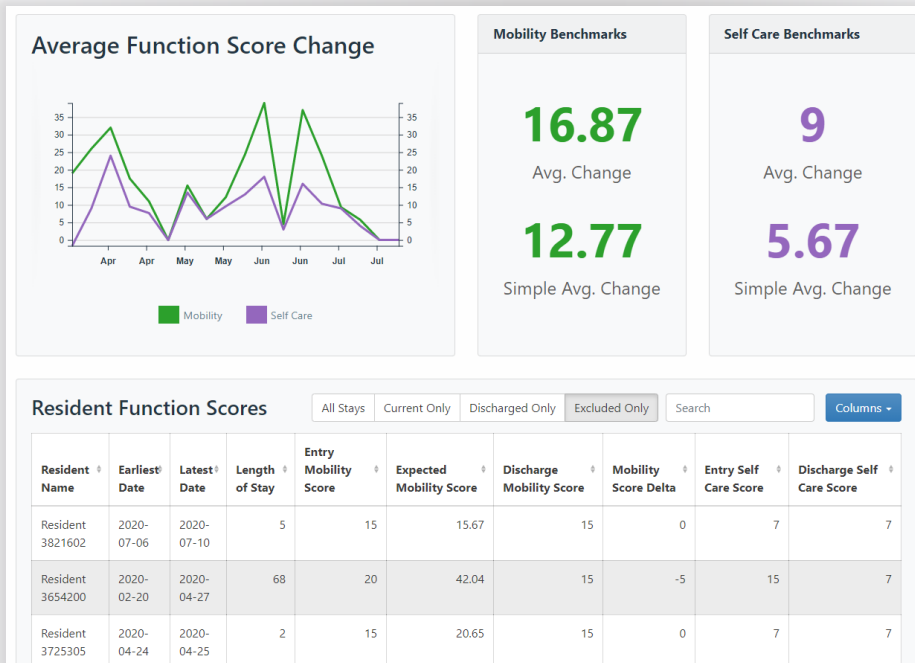 Average Function Score Change
35
30
25
20
15
10
5
0
35
30
25
20
15
10
5
0
Apr Apr May May Jun Jun Jul Jul
Mobility Self Care
Mobility Benchmarks
16.87
Avg. Change
12.77
Simple Avg. Change
Self Care Benchmarks
9
Avg. Change
5.67
Simple Avg. Change
Resident Function Scores
All Stays Current Only Discharged Only Excluded Only Search Columns
Resident Name Earliest Date Latest Date Length of Stay Entry Mobility Score Expected Mobility Score Discharge Mobility Score Mobility Score Delta Entry Self Care Score Discharge Self Care Score
Resident 3821602 2020-07-06 2020-07-10 5 15 15.67 15 0 7 7
Resident 3654200 2020-02-20 2020-04-27 68 20 42.04 15 -5 15 7
Resident 3725305 2020-04-24 2020-04-25 2 15 20.65 15 0 7 7